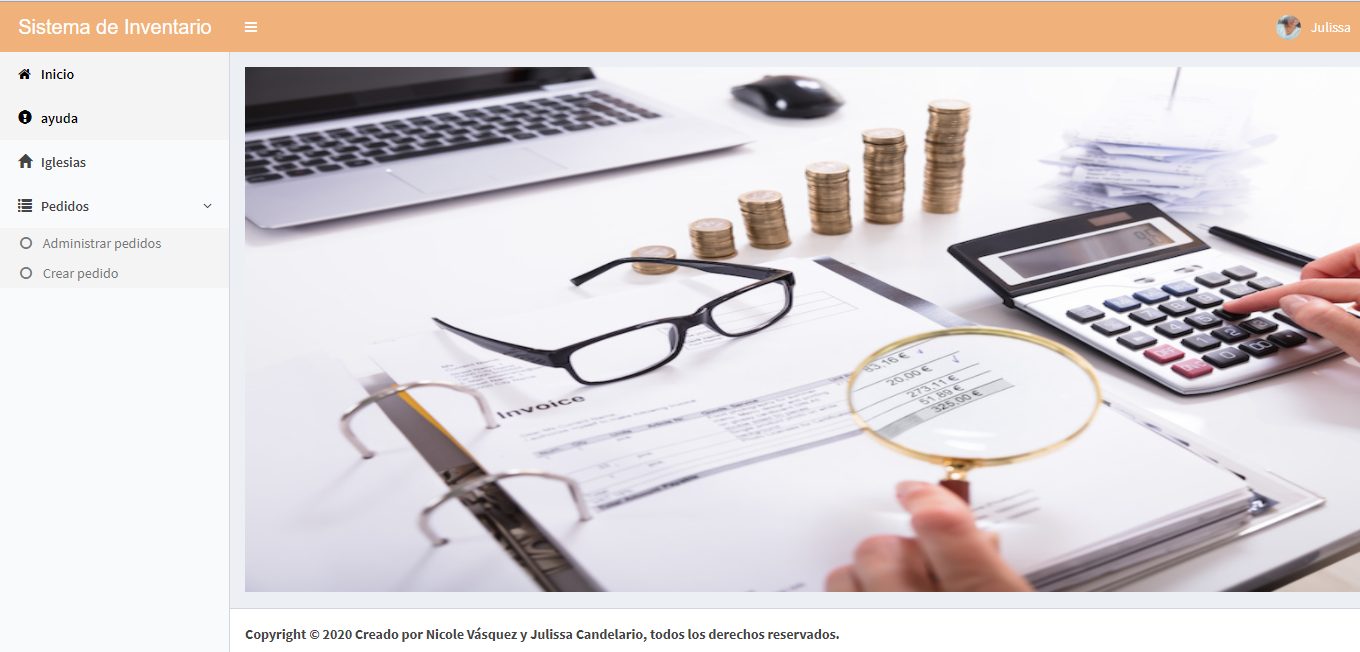 Sistema de Inventario
Julissa
Inicio
ayuda
Iglesias
Pedidos
Administrar pedidos
Crear pedido
Invoice
53,16 €
20,00 €
273,11 €
51,89 €
325,00 €
Copyright © 2020 Creado por Nicole Vásquez y Julissa Candelario, todos los derechos reservados.